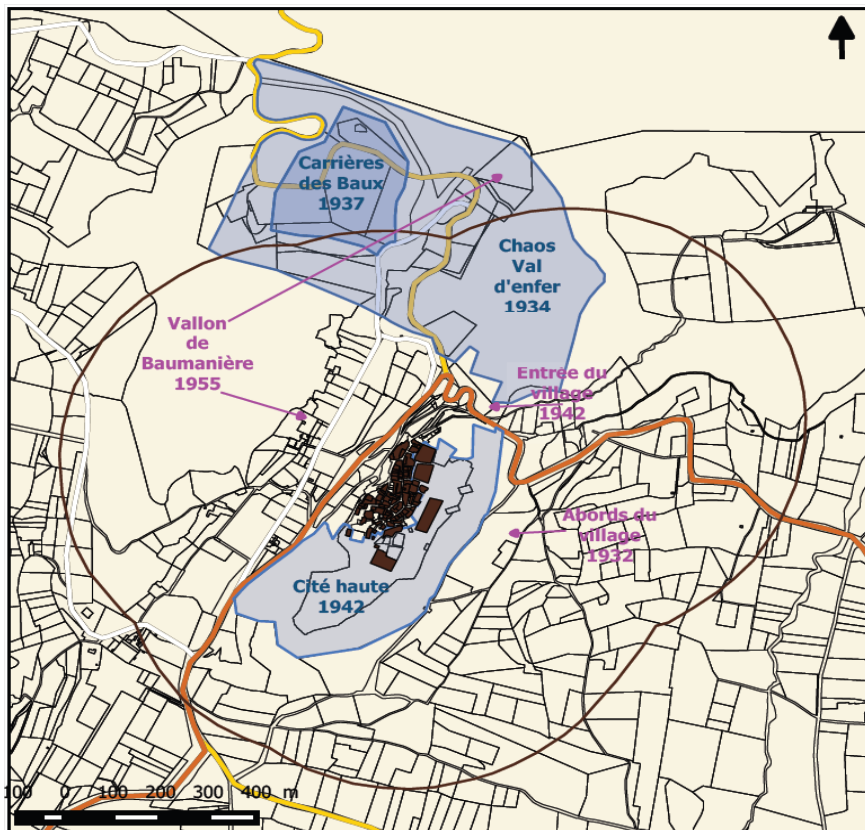 Carrières
des Baux
1937
Chaos
Val
d'enfer
1934
Vallon
de
Baumanière
1955
Entrée du
village
1942
Abords du
village
1932
Cité haute
1942
100 0 100 200 300 400 m